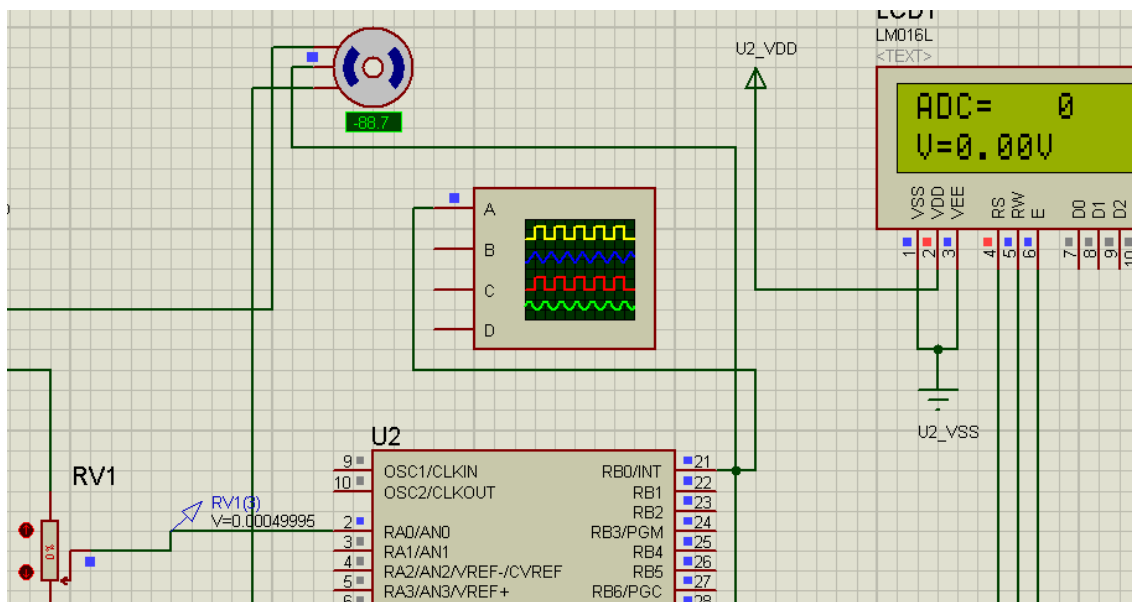 LCD1
LM016L
<TEXT>
U2_VDD
ADC= 0
V=0.00V
-88.7
VSS
VDD
VEE
RS
RW
E
D0
D1
D2
1
2
3
4
5
6
7
8
9
10
A
B
C
D
U2_VSS
U2
RV1
RV1(3)
V=0.00049995
0%
9 OSC1/CLKIN RB0/INT 21
10 OSC2/CLKOUT RB1 22
RB2 23
2 RA0/AN0 RB3/PGM 24
3 RA1/AN1 RB4 25
4 RA2/AN2/VREF-/CVREF RB5 26
5 RA3/AN3/VREF+ RB6/PGC 27
6 28